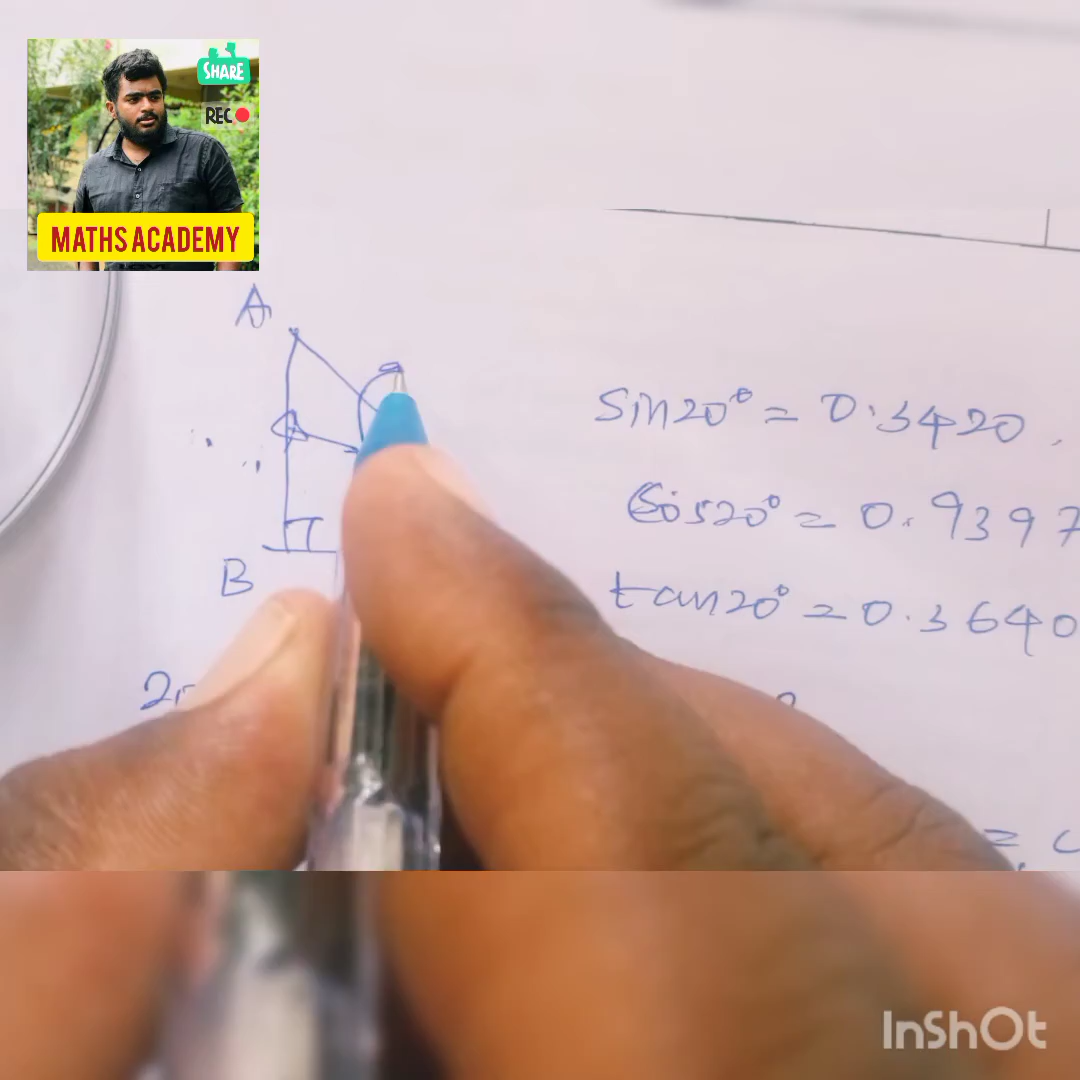 SHARE
REC
MATHS ACADEMY
A
sin20° = 0.3420
Cos20° = 0.9397
B
tan20° = 0.3640
InShOt